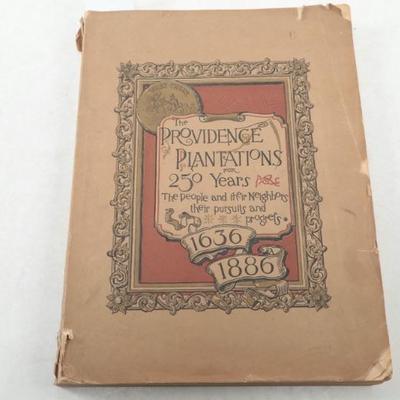 The
PROVIDENCE
PLANTATIONS
FOR
250 Years
The people and their Neighbors
their pursuits and
progress.
1636
1886